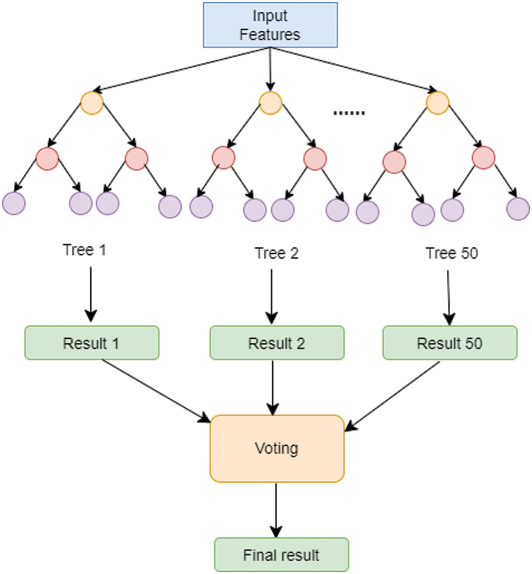 Input
Features
......
Tree 1
Tree 2
Tree 50
Result 1
Result 2
Result 50
Voting
Final result